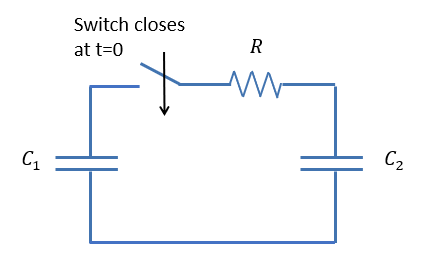 Switch closes
at t=0
R
C₁
C₂